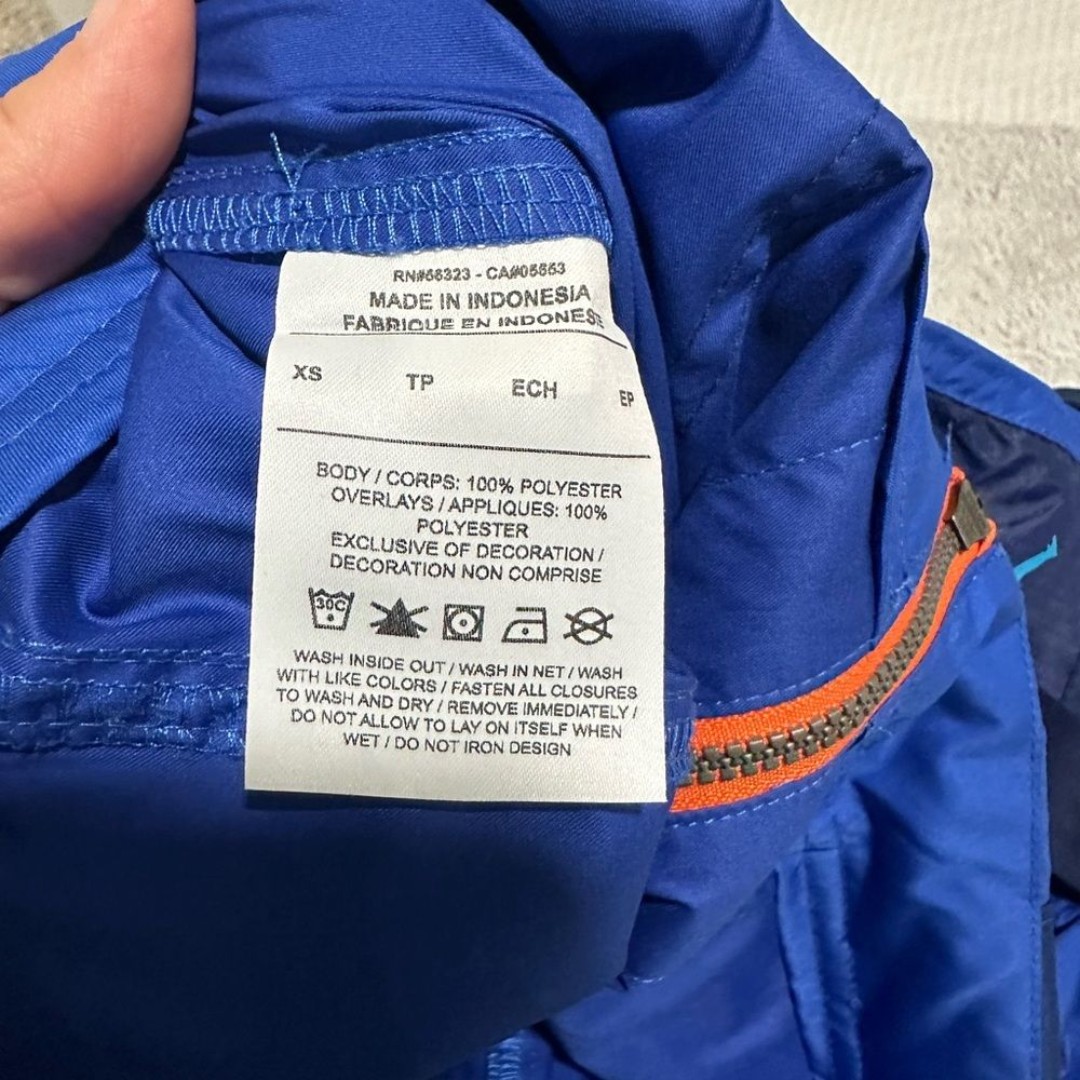 RN#56323 - CA#05553
MADE IN INDONESIA
FABRIQUE EN INDONESE
XS TP ECH EP
BODY / CORPS: 100% POLYESTER
OVERLAYS / APPLIQUES: 100%
POLYESTER
EXCLUSIVE OF DECORATION /
DECORATION NON COMPRISE
30C
WASH INSIDE OUT / WASH IN NET / WASH
WITH LIKE COLORS / FASTEN ALL CLOSURES
TO WASH AND DRY / REMOVE IMMEDIATELY /
DO NOT ALLOW TO LAY ON ITSELF WHEN
WET / DO NOT IRON DESIGN